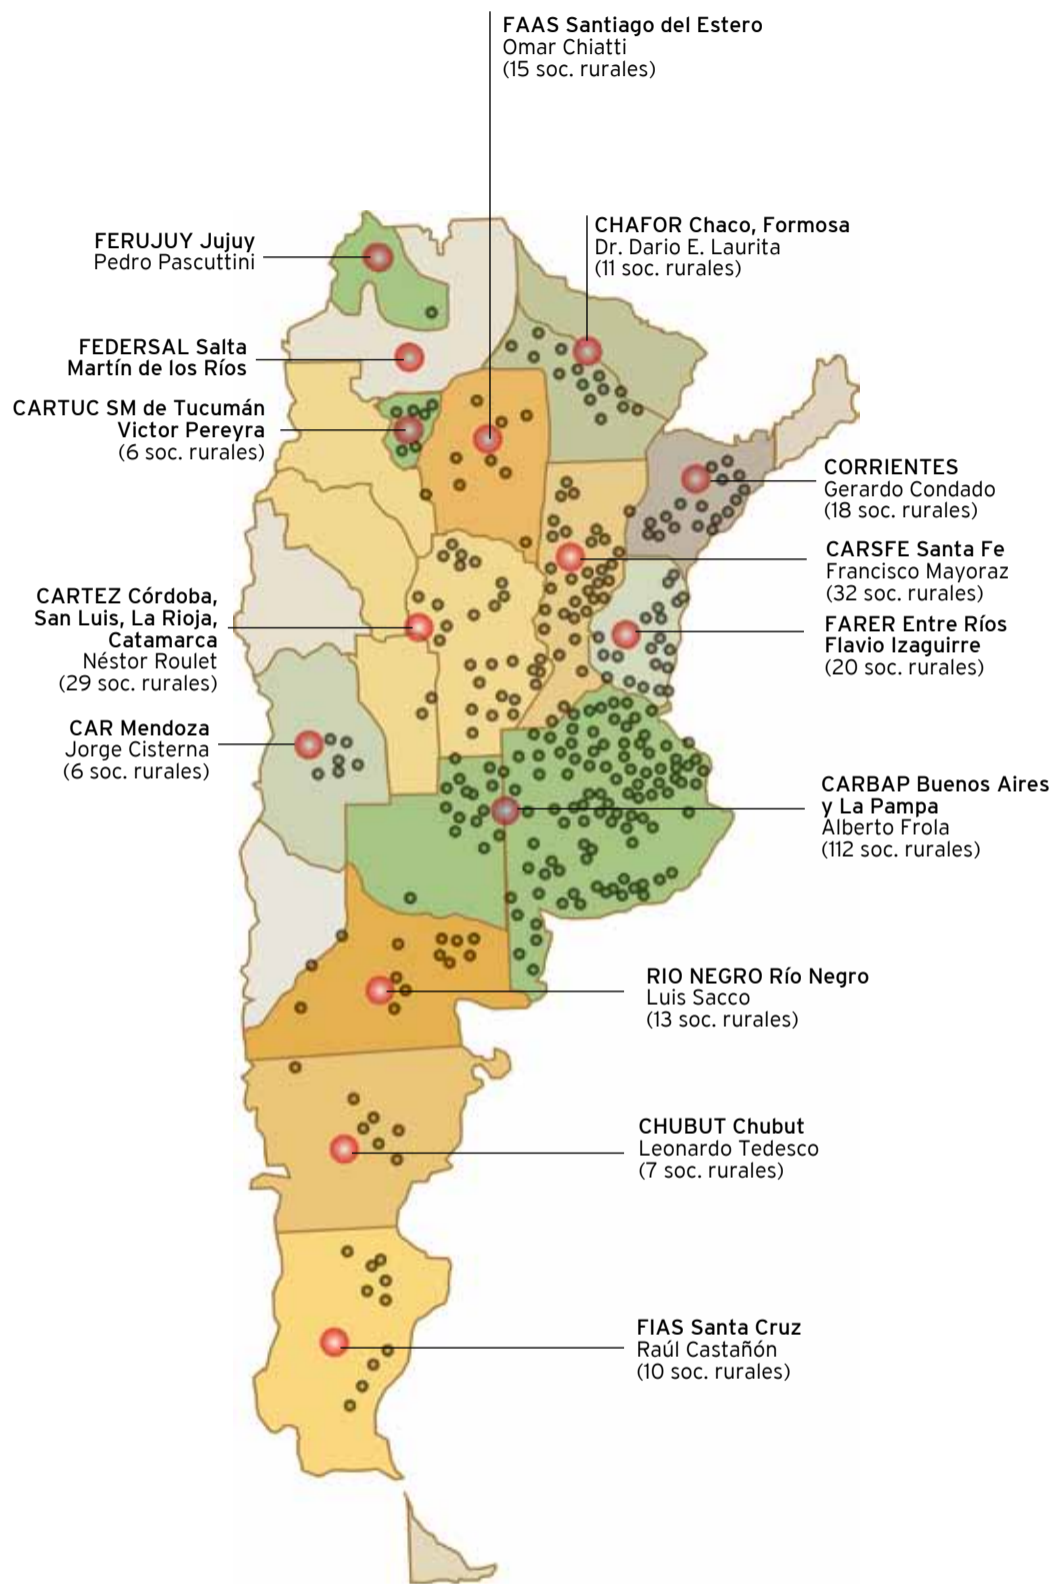 FAAS Santiago del Estero
Omar Chiatti
(15 soc. rurales)
FERUJUY Jujuy
Pedro Pascuttini
CHAFOR Chaco, Formosa
Dr. Dario E. Laurita
(11 soc. rurales)
FEDERSAL Salta
Martín de los Ríos
CARTUC SM de Tucumán
Victor Pereyra
(6 soc. rurales)
CORRIENTES
Gerardo Condado
(18 soc. rurales)
CARSFE Santa Fe
Francisco Mayoraz
(32 soc. rurales)
CARTEZ Córdoba,
San Luis, La Rioja,
Catamarca
Néstor Roulet
(29 soc. rurales)
FARER Entre Ríos
Flavio Izaguirre
(20 soc. rurales)
CAR Mendoza
Jorge Cisterna
(6 soc. rurales)
CARBAP Buenos Aires
y La Pampa
Alberto Frola
(112 soc. rurales)
RIO NEGRO Río Negro
Luis Sacco
(13 soc. rurales)
CHUBUT Chubut
Leonardo Tedesco
(7 soc. rurales)
FIAS Santa Cruz
Raúl Castañón
(10 soc. rurales)